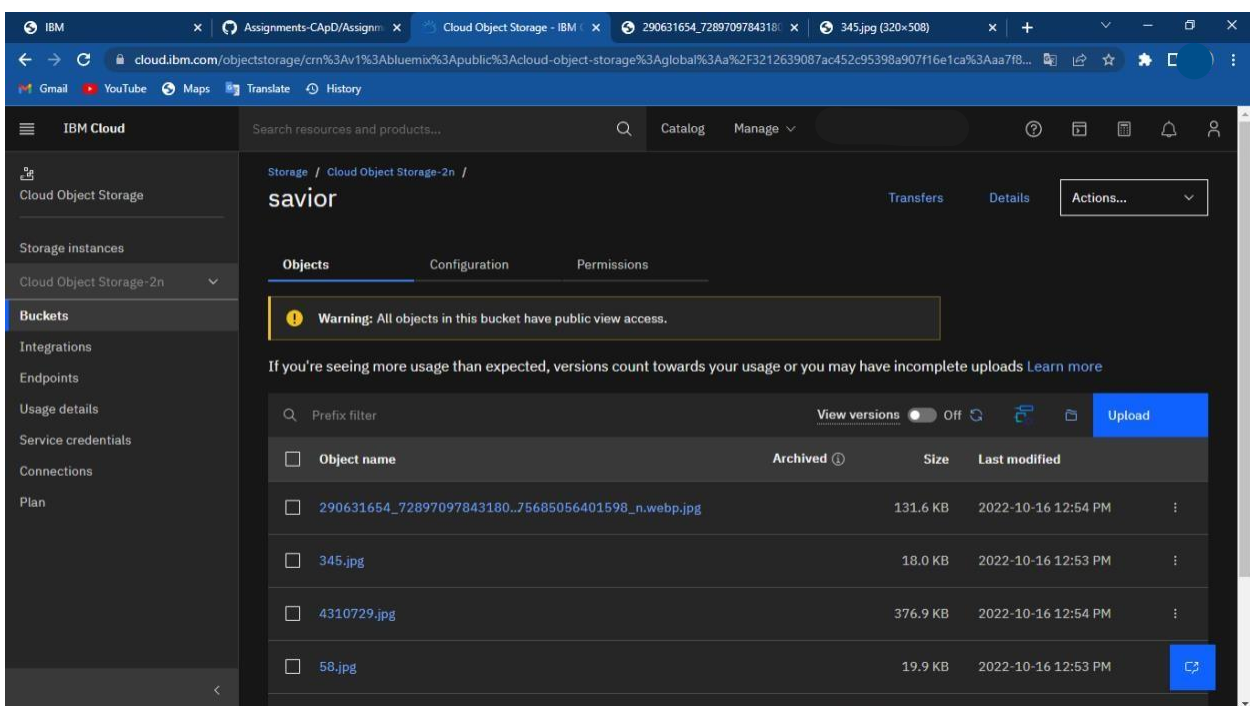 IBM
Assignments-CApD/Assignm
Cloud Object Storage - IBM
290631654_7289709784318
345.jpg (320×508)
cloud.ibm.com/objectstorage/crn%3Av1%3Abluemix%3Apublic%3Acloud-object-storage%3Aglobal%3Aa%2F3212639087ac452c95398a907f16e1ca%3Aaa7f8...
Gmail YouTube Maps Translate History
IBM Cloud
Search resources and products...
Catalog Manage
Cloud Object Storage
Storage instances
Cloud Object Storage-2n
Buckets
Integrations
Endpoints
Usage details
Service credentials
Connections
Plan
Storage / Cloud Object Storage-2n /
savior
Transfers Details Actions...
Objects Configuration Permissions
Warning: All objects in this bucket have public view access.
If you're seeing more usage than expected, versions count towards your usage or you may have incomplete uploads Learn more
Prefix filter View versions Off Upload
Object name Archived Size Last modified
290631654_72897097843180..75685056401598_n.webp.jpg 131.6 KB 2022-10-16 12:54 PM
345.jpg 18.0 KB 2022-10-16 12:53 PM
4310729.jpg 376.9 KB 2022-10-16 12:54 PM
58.jpg 19.9 KB 2022-10-16 12:53 PM